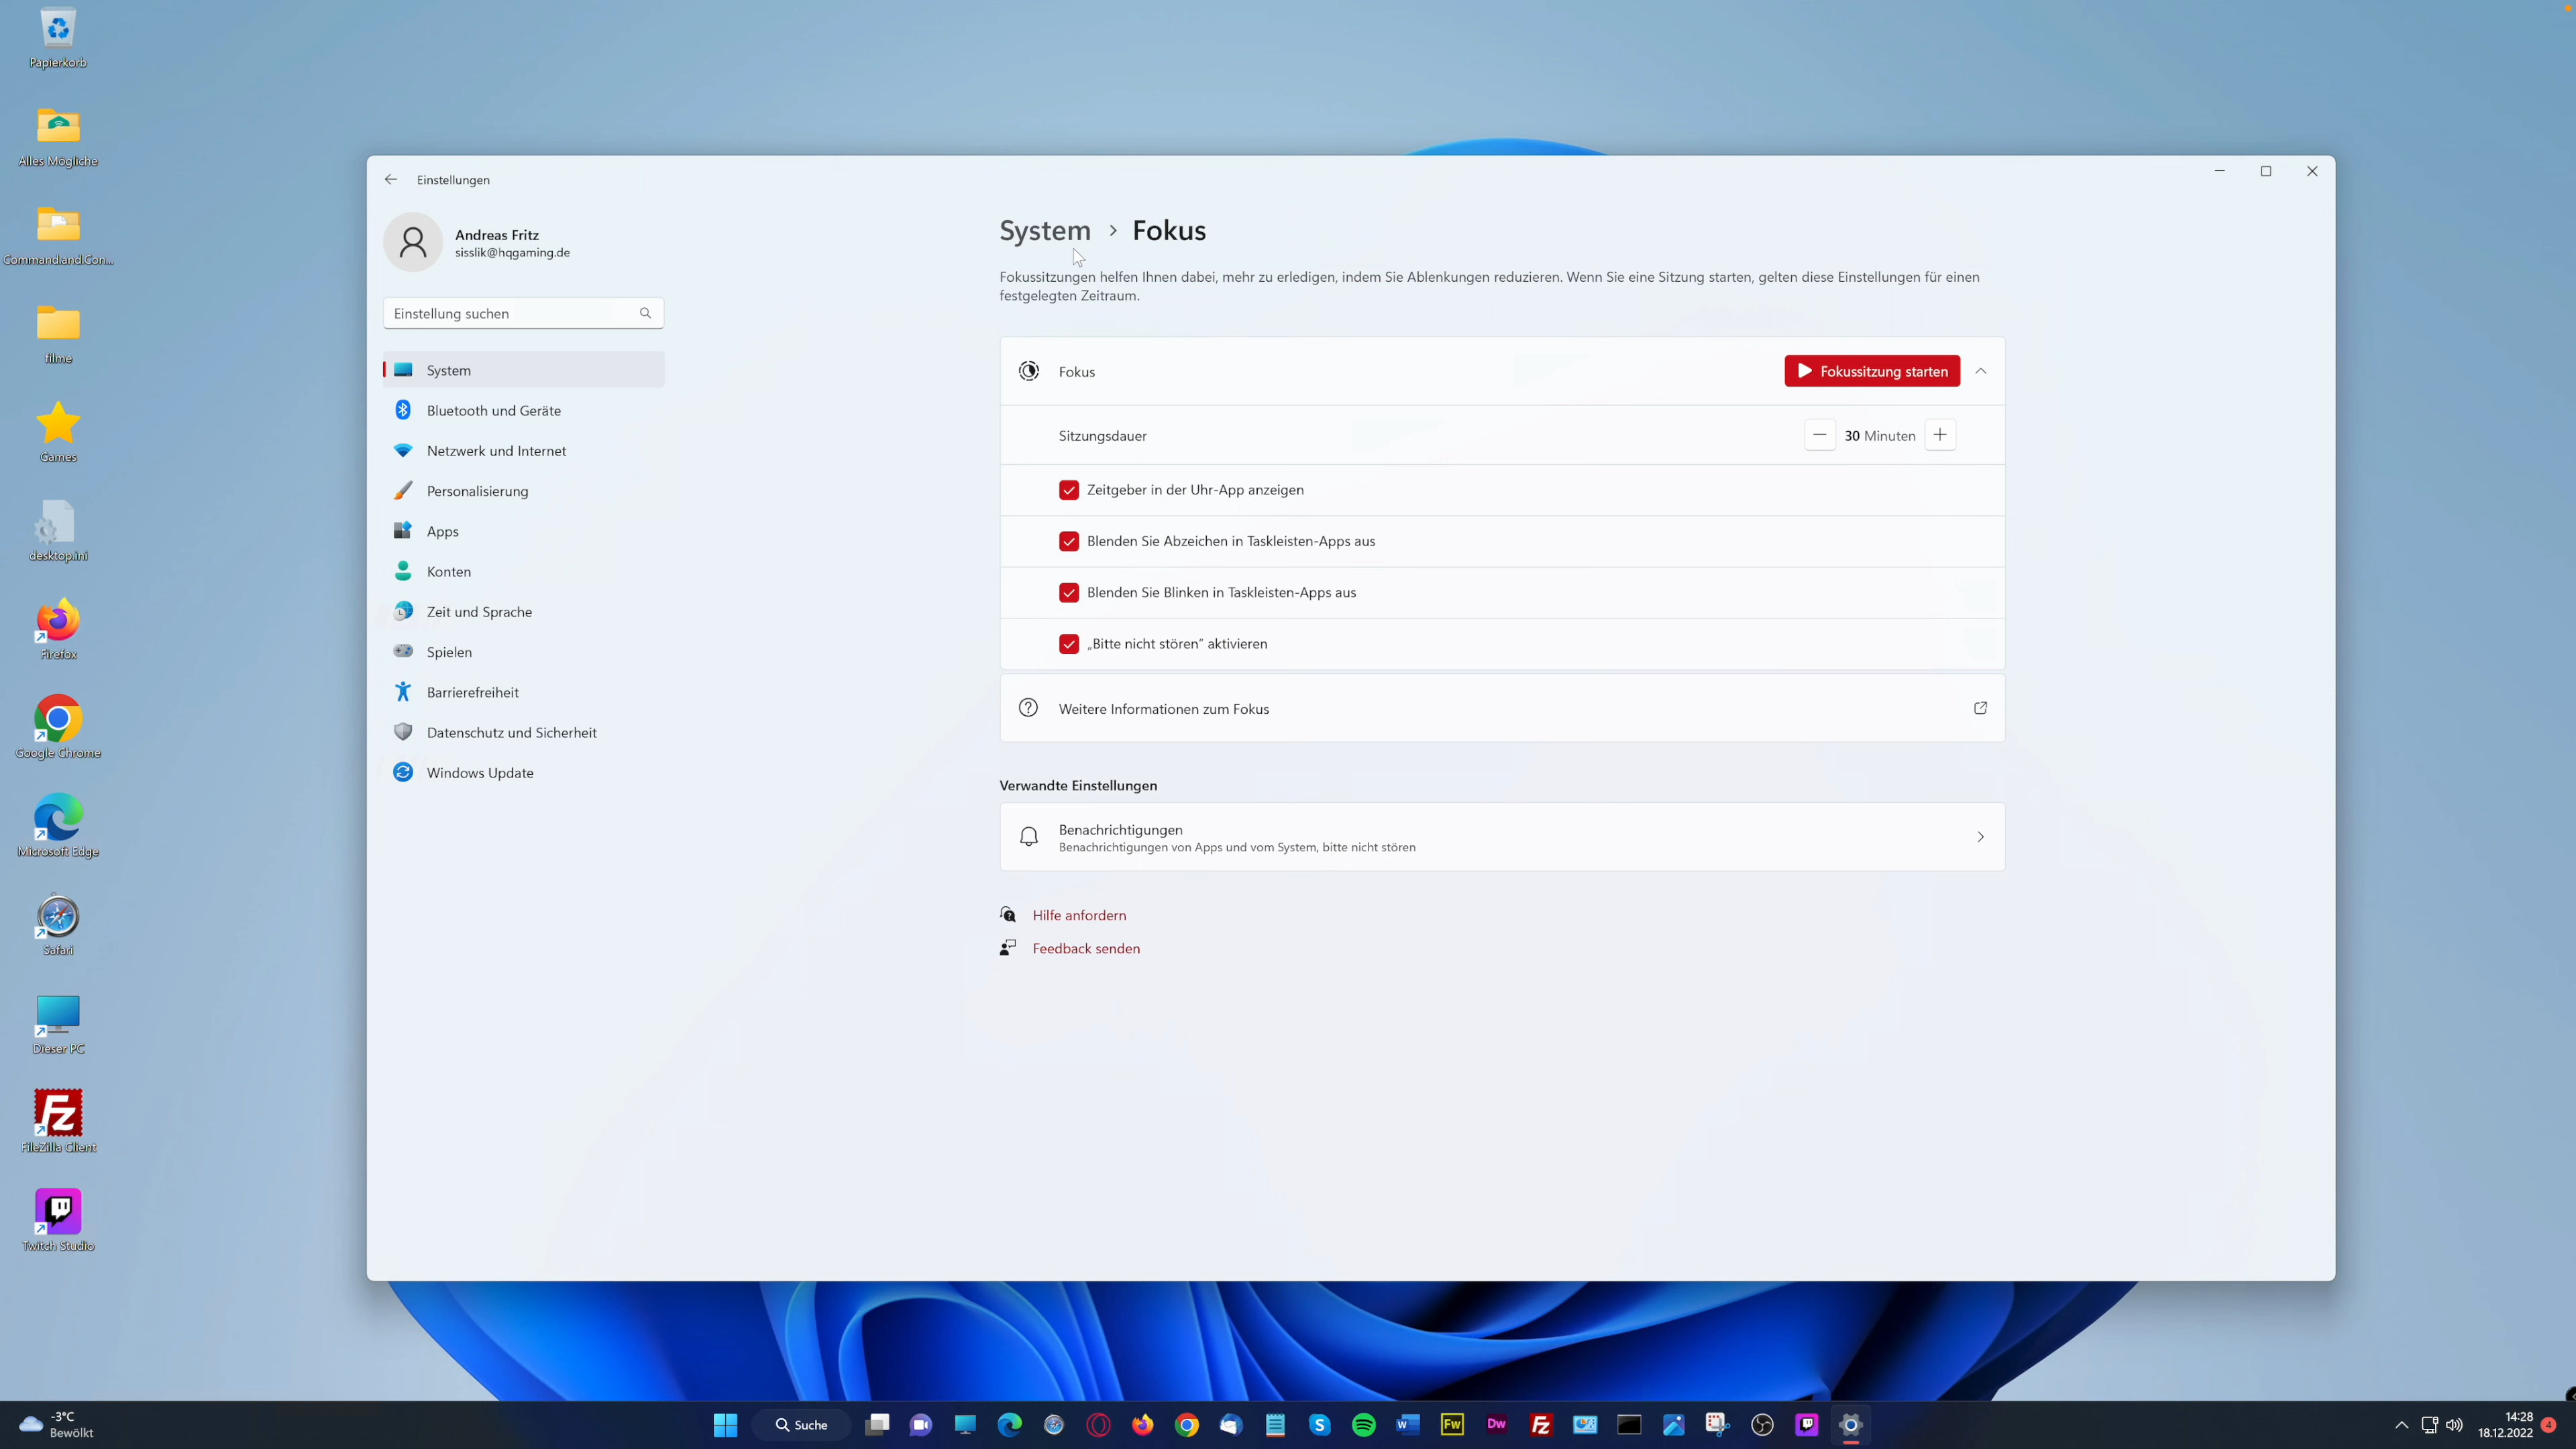 Papierkorb
Alles Mögliche
Command.and.Con...
filme
Games
desktop.ini
Firefox
Google Chrome
Microsoft Edge
Safari
Dieser PC
Fz
FileZilla Client
Twitch Studio
Einstellungen
Andreas Fritz
sisslik@hqgaming.de
Einstellung suchen
System
Bluetooth und Geräte
Netzwerk und Internet
Personalisierung
Apps
Konten
Zeit und Sprache
Spielen
Barrierefreiheit
Datenschutz und Sicherheit
Windows Update
System > Fokus
Fokussitzungen helfen Ihnen dabei, mehr zu erledigen, indem Sie Ablenkungen reduzieren. Wenn Sie eine Sitzung starten, gelten diese Einstellungen für einen
festgelegten Zeitraum.
Fokus
Fokussitzung starten
Sitzungsdauer
30 Minuten
Zeitgeber in der Uhr-App anzeigen
Blenden Sie Abzeichen in Taskleisten-Apps aus
Blenden Sie Blinken in Taskleisten-Apps aus
„Bitte nicht stören“ aktivieren
Weitere Informationen zum Fokus
Verwandte Einstellungen
Benachrichtigungen
Benachrichtigungen von Apps und vom System, bitte nicht stören
Hilfe anfordern
Feedback senden
-3°C
Bewölkt
Suche
S
W
Fw
Dw
Fz
14:28
18.12.2022
4